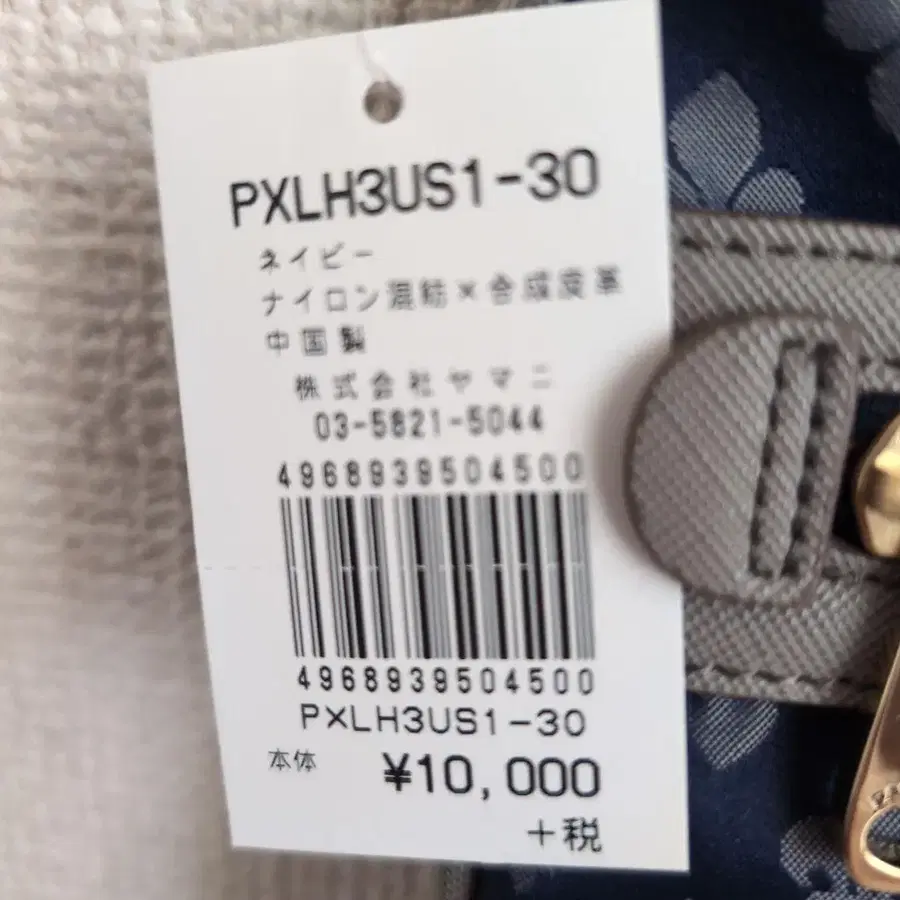 PXLH3US1-30
ネイビー
ナイロン混紡×合成皮革
中国製
株式会社ヤマニ
03-5821-5044
4968939504500
4968939504500
PXLH3US1-30
本体 ¥10,000
+税